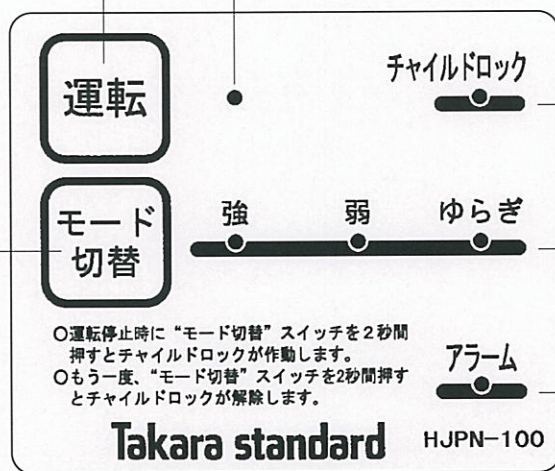 運転
チャイルドロック
モード
切替
強 弱 ゆらぎ
○運転停止時に“モード切替”スイッチを2秒間
押すとチャイルドロックが作動します。
○もう一度、“モード切替”スイッチを2秒間押す
とチャイルドロックが解除します。
アラーム
Takara standard HJPN-100